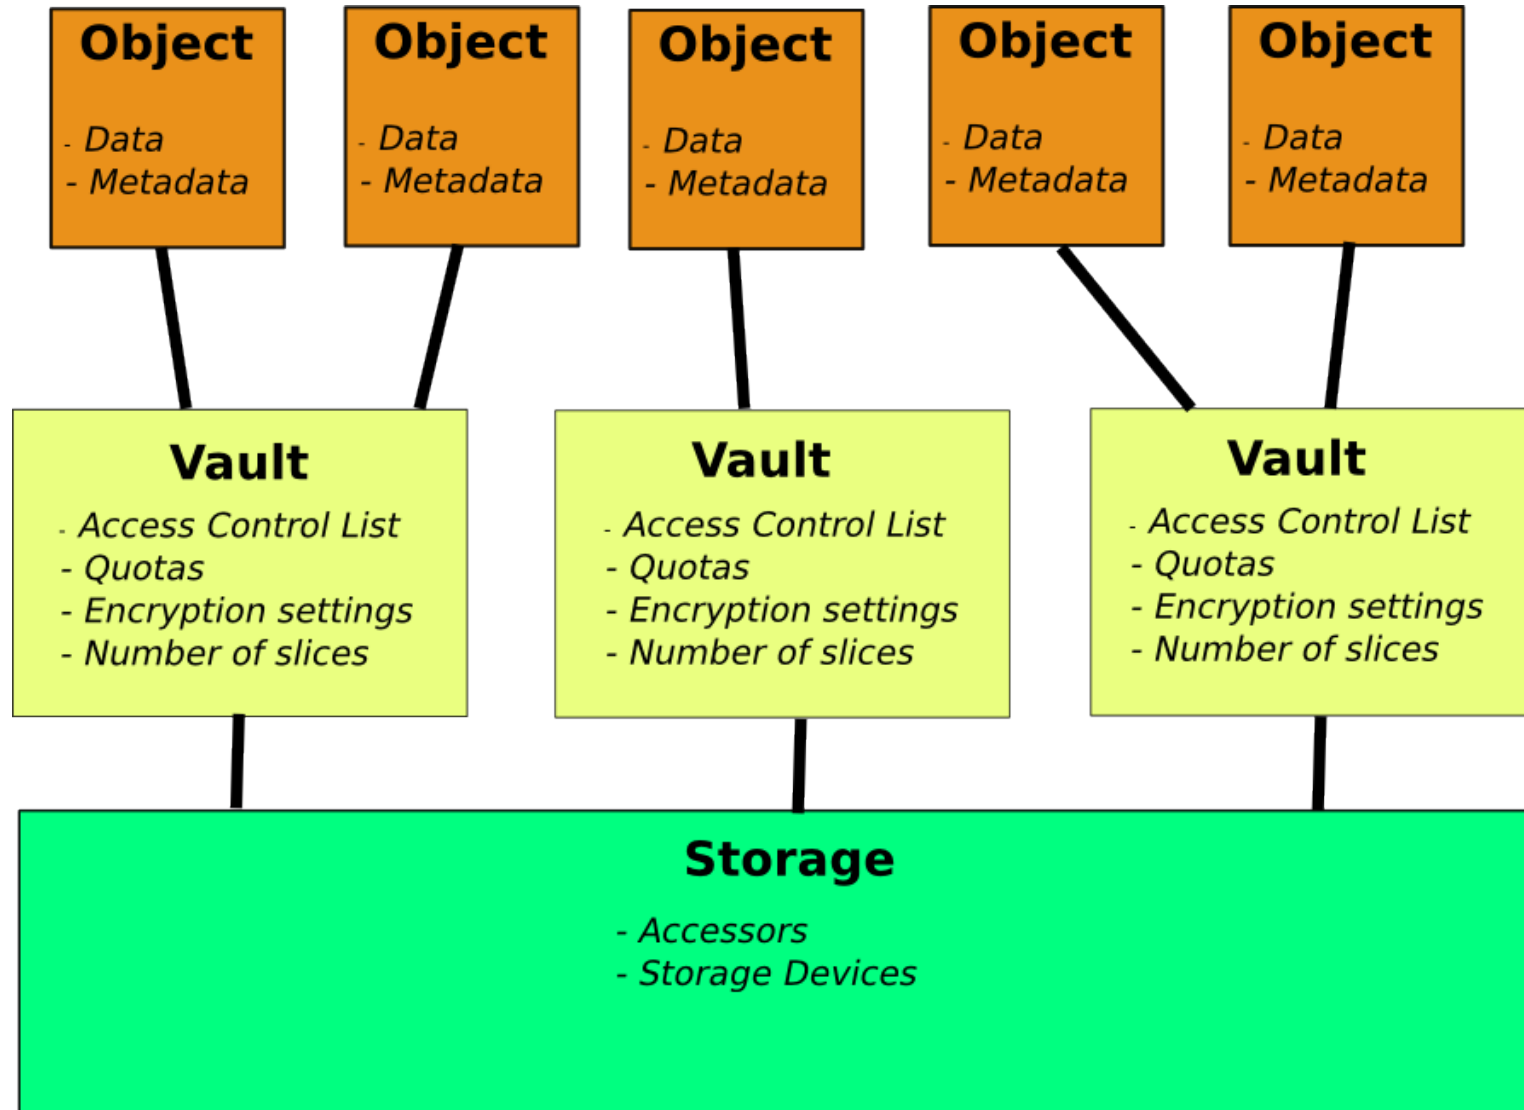 Object
- Data
- Metadata
Object
- Data
- Metadata
Object
- Data
- Metadata
Object
- Data
- Metadata
Object
- Data
- Metadata
Vault
- Access Control List
- Quotas
- Encryption settings
- Number of slices
Vault
- Access Control List
- Quotas
- Encryption settings
- Number of slices
Vault
- Access Control List
- Quotas
- Encryption settings
- Number of slices
Storage
- Accessors
- Storage Devices